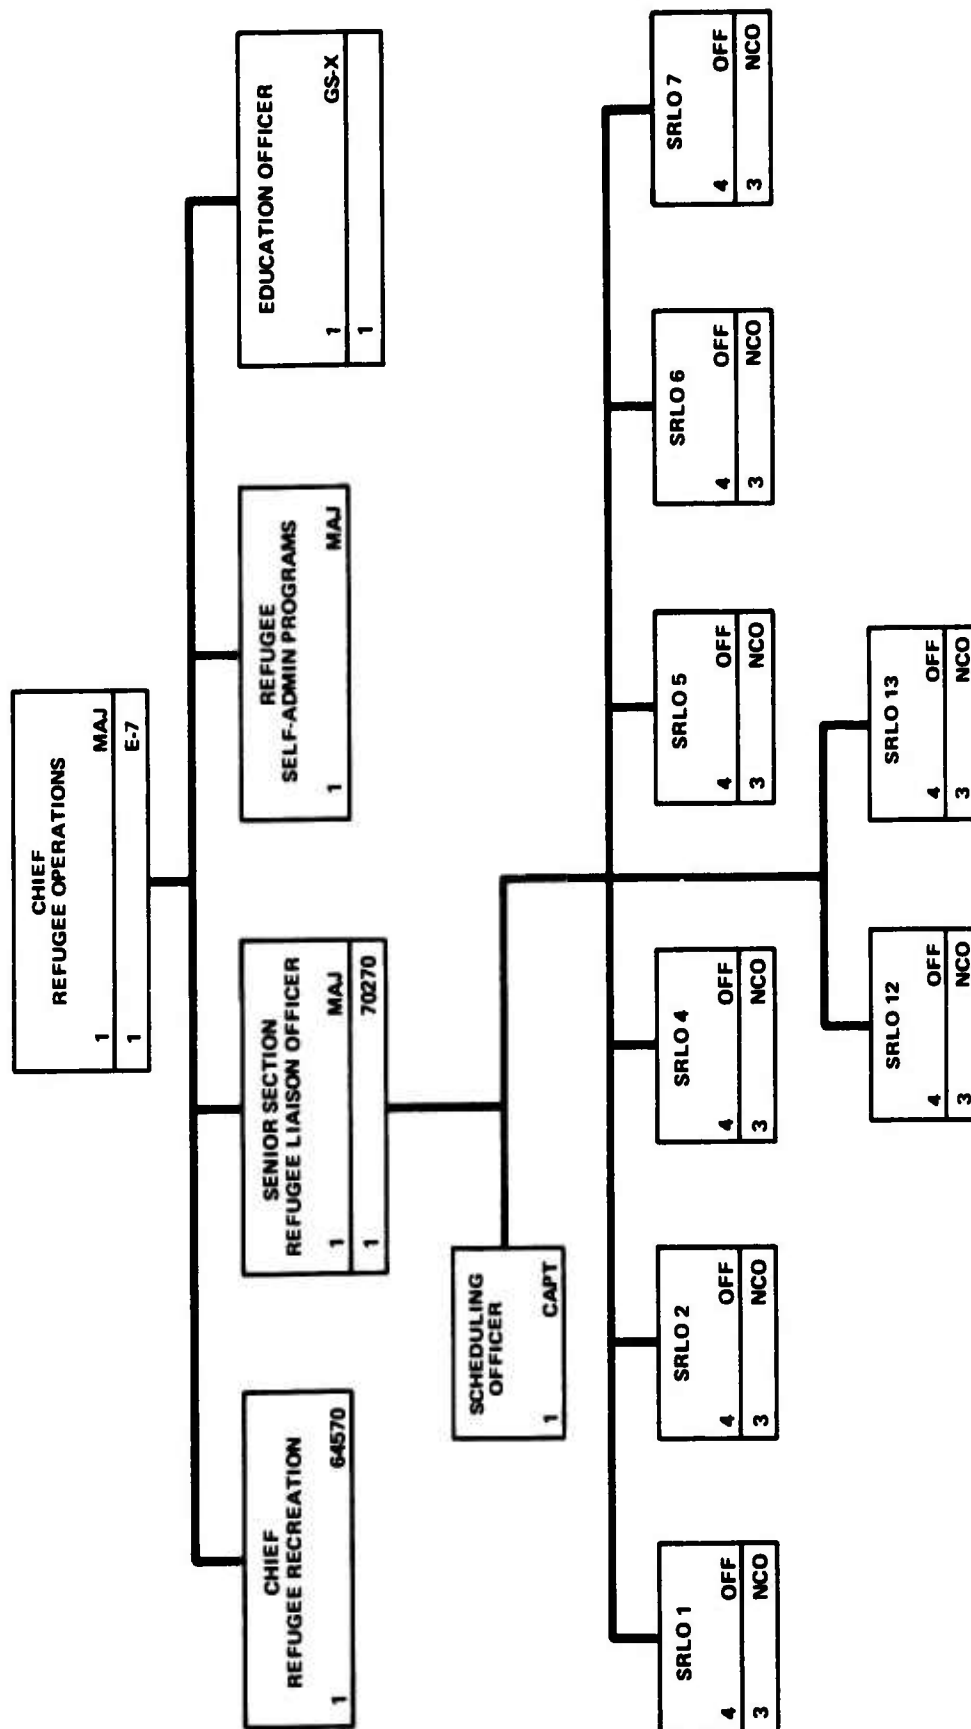 CHIEF
REFUGEE OPERATIONS
1 MAJ
1 E-7
CHIEF
REFUGEE RECREATION
1 64570
SENIOR SECTION
REFUGEE LIAISON OFFICER
1 MAJ
1 70270
REFUGEE
SELF-ADMIN PROGRAMS
1 MAJ
EDUCATION OFFICER
1 GS-X
1
SCHEDULING
OFFICER
1 CAPT
SRLO 1
4 OFF
3 NCO
SRLO 2
4 OFF
3 NCO
SRLO 4
4 OFF
3 NCO
SRLO 5
4 OFF
3 NCO
SRLO 6
4 OFF
3 NCO
SRLO 7
4 OFF
3 NCO
SRLO 12
4 OFF
3 NCO
SRLO 13
4 OFF
3 NCO